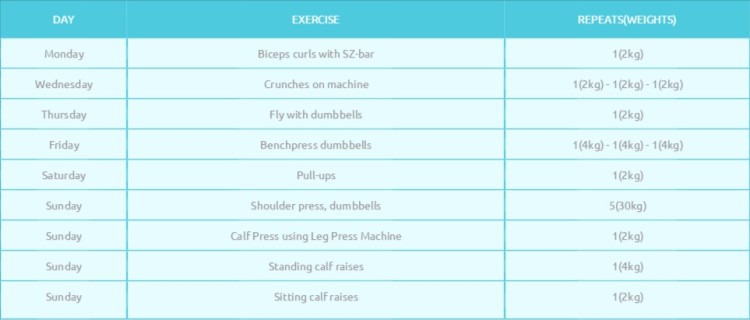 DAY EXERCISE REPEATS(WEIGHTS)
Monday Biceps curls with SZ-bar 1(2kg)
Wednesday Crunches on machine 1(2kg) - 1(2kg) - 1(2kg)
Thursday Fly with dumbbells 1(2kg)
Friday Benchpress dumbbells 1(4kg) - 1(4kg) - 1(4kg)
Saturday Pull-ups 1(2kg)
Sunday Shoulder press, dumbbells 5(30kg)
Sunday Calf Press using Leg Press Machine 1(2kg)
Sunday Standing calf raises 1(4kg)
Sunday Sitting calf raises 1(2kg)